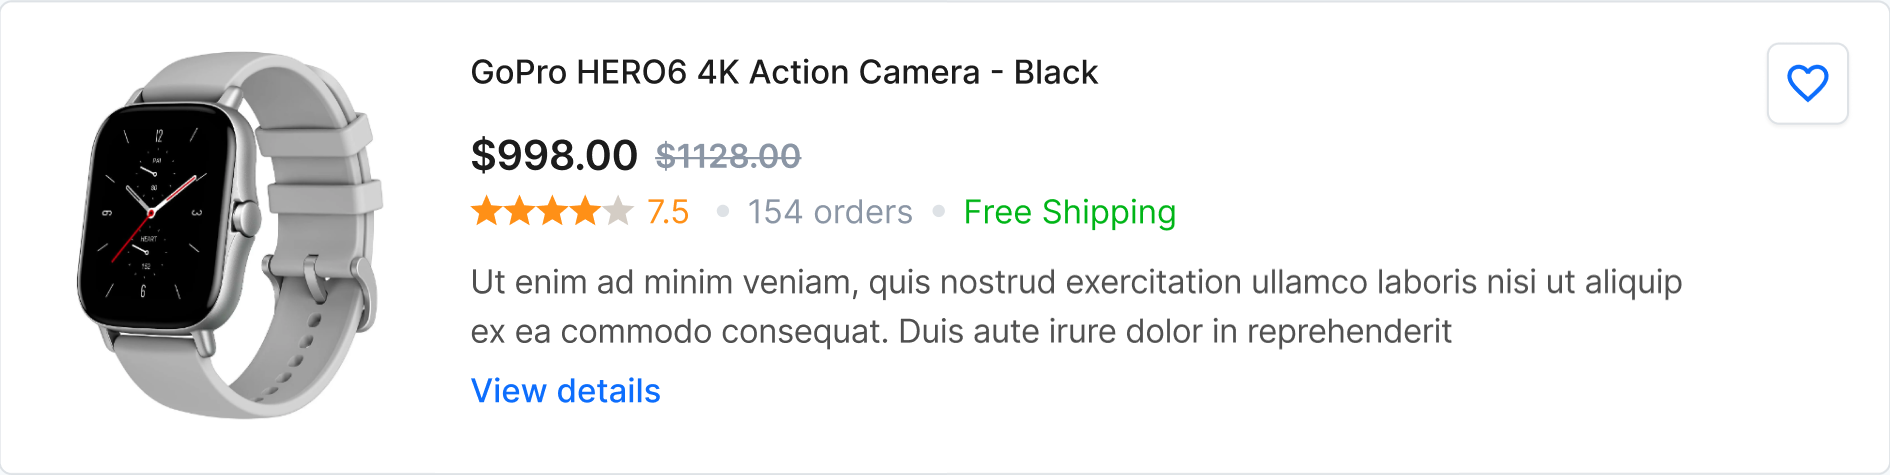 GoPro HERO6 4K Action Camera - Black
$998.00 $1128.00
7.5 • 154 orders • Free Shipping
Ut enim ad minim veniam, quis nostrud exercitation ullamco laboris nisi ut aliquip
ex ea commodo consequat. Duis aute irure dolor in reprehenderit
View details
12
PAI
9
3
HEART
6